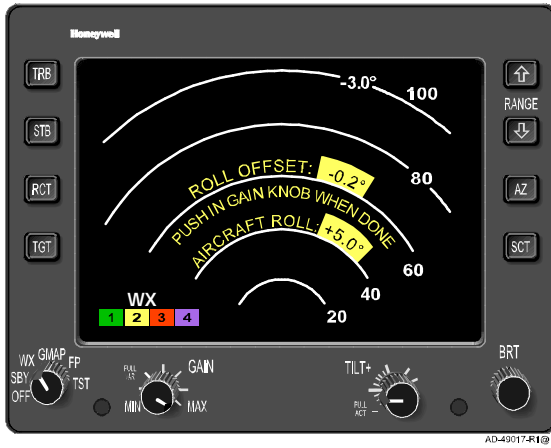 Honeywell
TRB
STB
RCT
TGT
RANGE
AZ
SCT
-3.0°
100
80
60
40
20
ROLL OFFSET: -0.2°
PUSH IN GAIN KNOB WHEN DONE
AIRCRAFT ROLL: +5.0°
WX
1 2 3 4
WX GMAP FP
SBY TST
OFF
GAIN
MIN MAX
TILT+
PULL
ACT
BRT
AD-49017-R1@